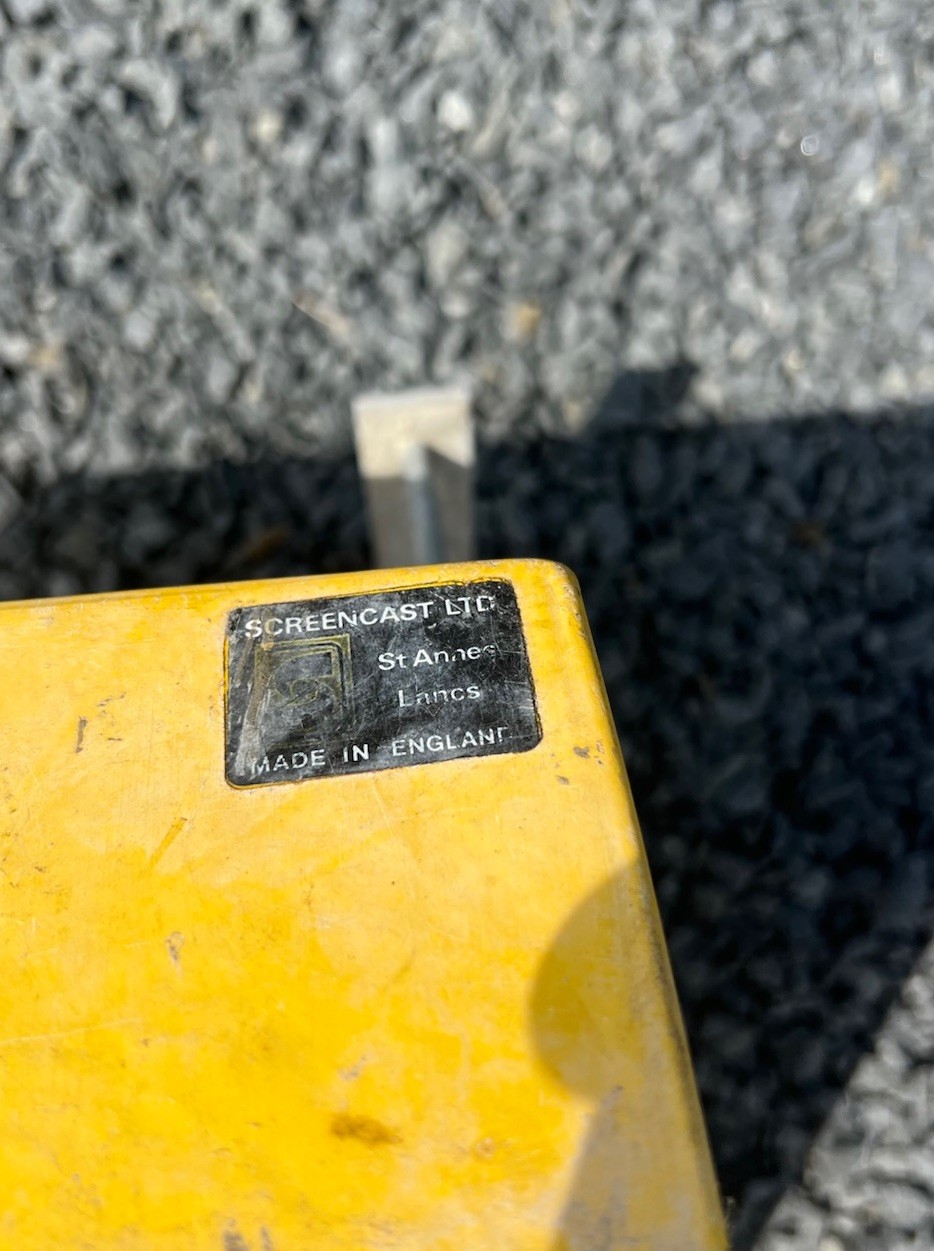 SCREENCAST LTD
St Annes
Lancs
MADE IN ENGLAND